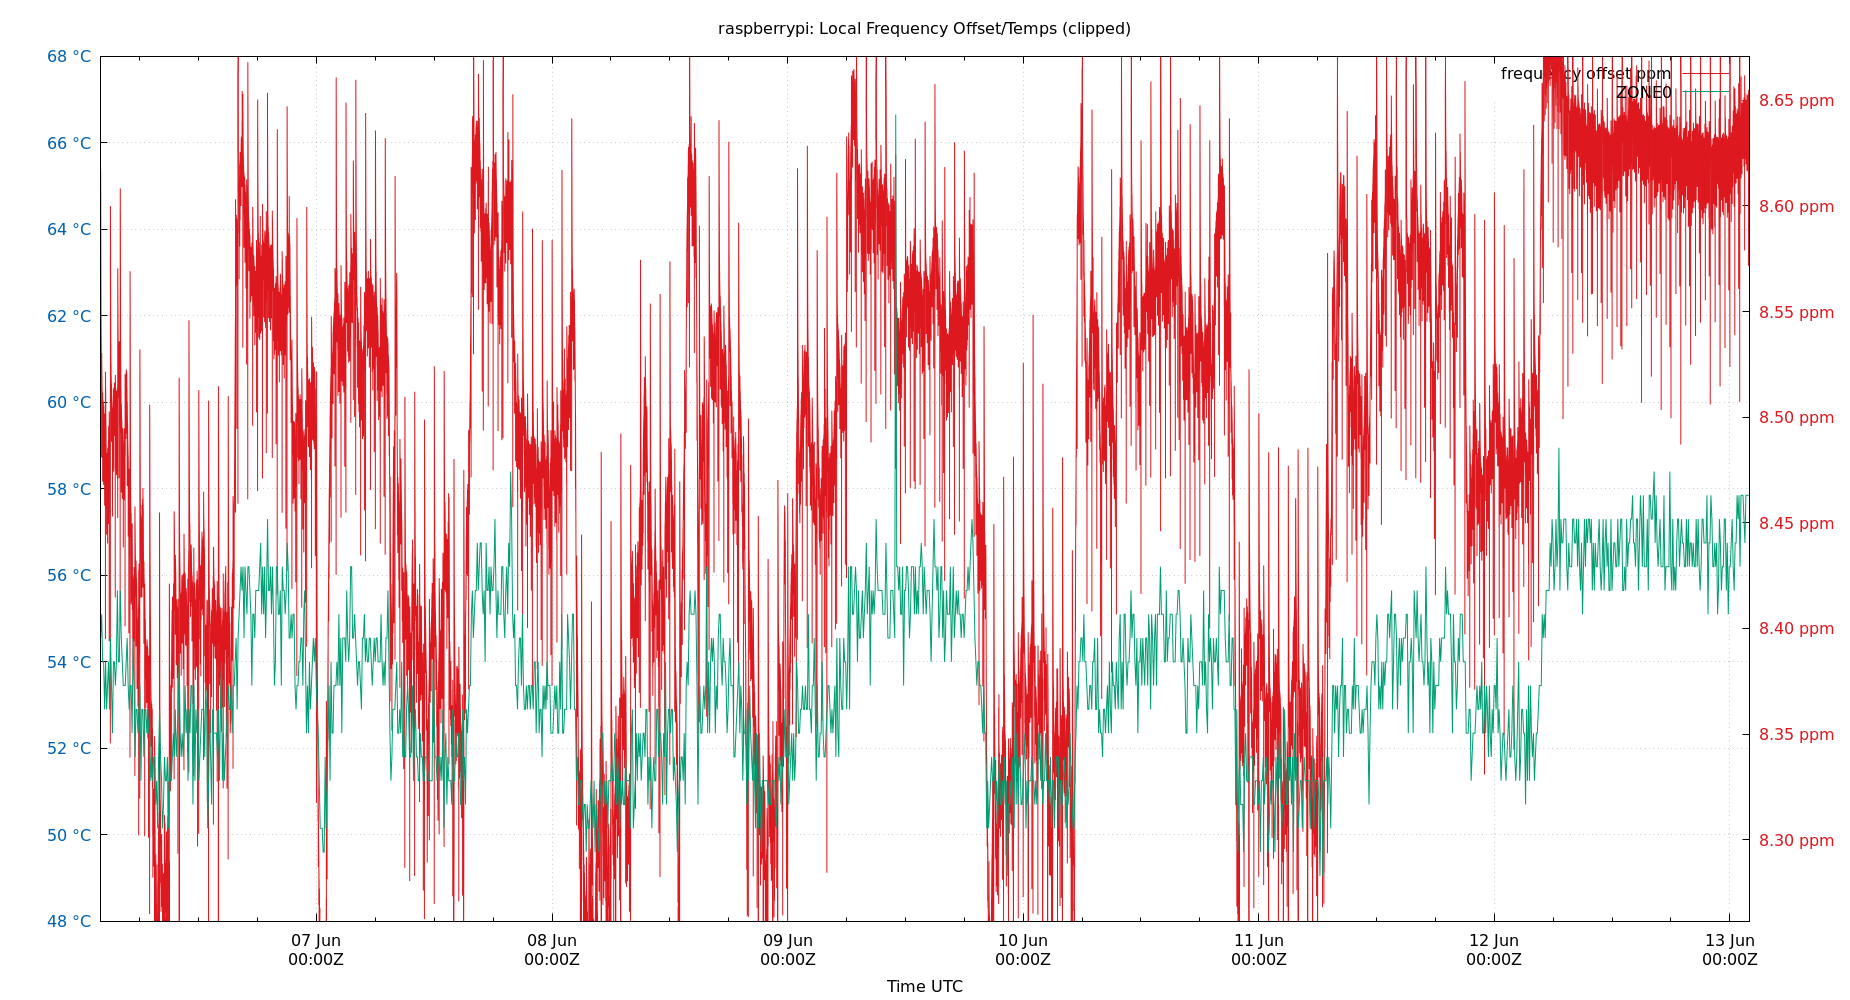 raspberrypi: Local Frequency Offset/Temps (clipped)
68 °C
66 °C
64 °C
62 °C
60 °C
58 °C
56 °C
54 °C
52 °C
50 °C
48 °C
frequency offset ppm
ZONE0
8.65 ppm
8.60 ppm
8.55 ppm
8.50 ppm
8.45 ppm
8.40 ppm
8.35 ppm
8.30 ppm
07 Jun
00:00Z
08 Jun
00:00Z
09 Jun
00:00Z
10 Jun
00:00Z
11 Jun
00:00Z
12 Jun
00:00Z
13 Jun
00:00Z
Time UTC